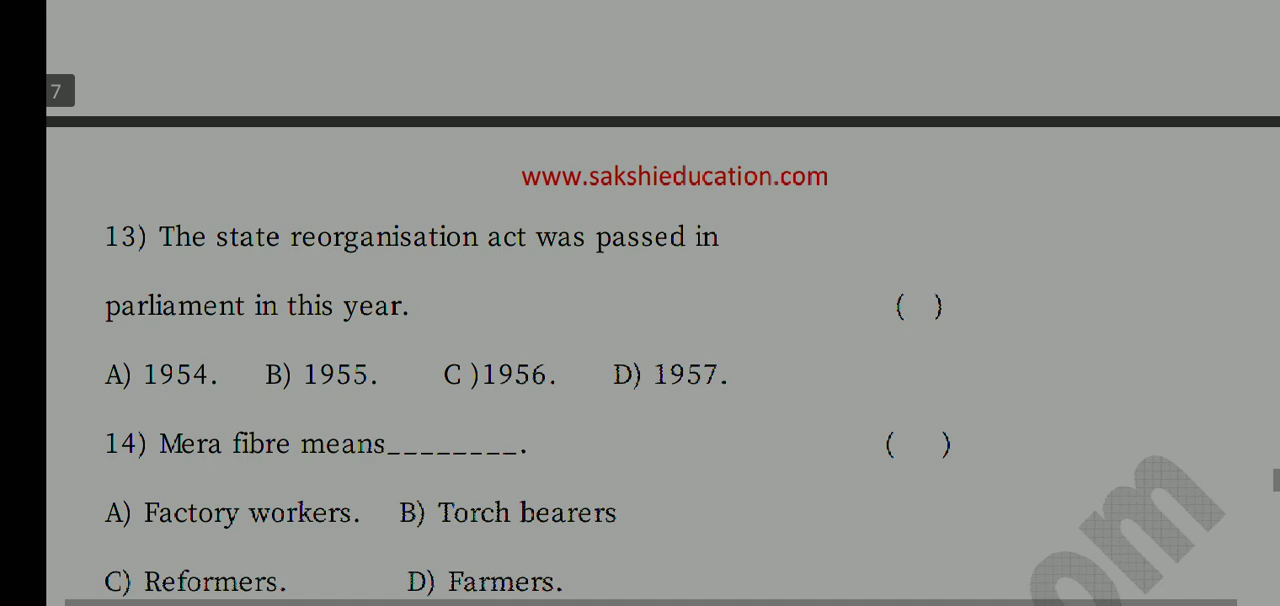 7
www.sakshieducation.com
13) The state reorganisation act was passed in
parliament in this year. ( )
A) 1954. B) 1955. C )1956. D) 1957.
14) Mera fibre means________. ( )
A) Factory workers. B) Torch bearers
C) Reformers. D) Farmers.
om